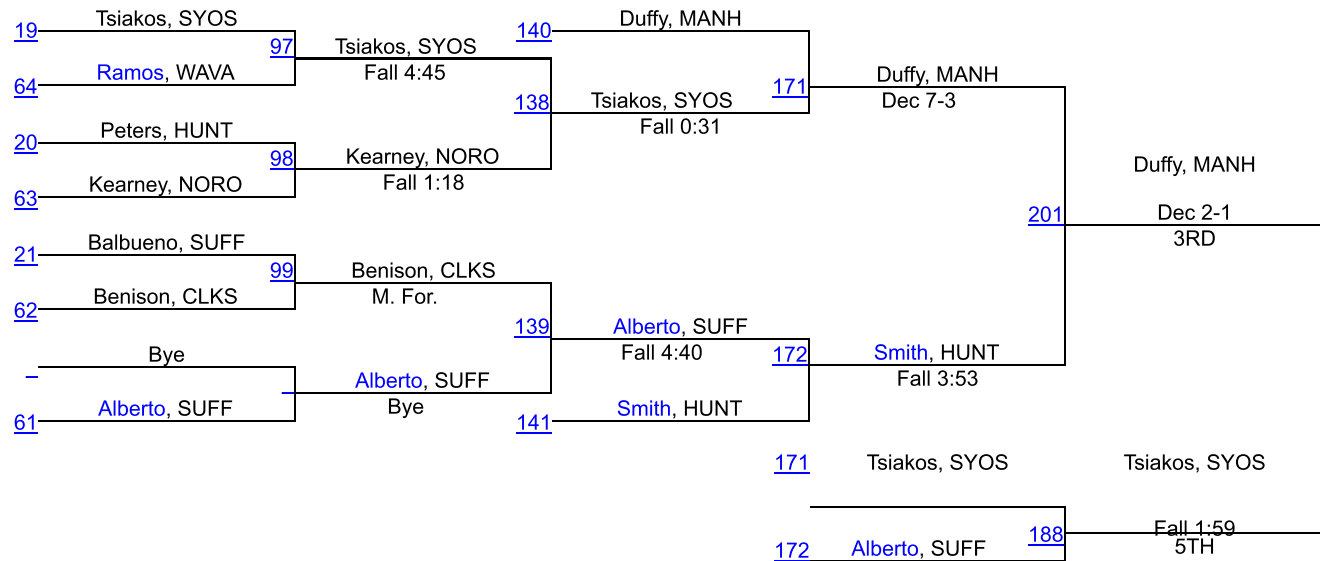 Tsiakos, SYOS
19
97
Ramos, WAVA
64
Tsiakos, SYOS
Fall 4:45
Peters, HUNT
20
98
Kearney, NORO
63
Kearney, NORO
Fall 1:18
138
Balbueno, SUFF
21
99
Benison, CLKS
62
Benison, CLKS
M. For.
Bye
Alberto, SUFF
61
Alberto, SUFF
Bye
139
Duffy, MANH
140
Tsiakos, SYOS
Fall 0:31
171
Alberto, SUFF
Fall 4:40
172
Smith, HUNT
141
Duffy, MANH
Dec 7-3
Smith, HUNT
Fall 3:53
201
Duffy, MANH
Dec 2-1
3RD
171
Tsiakos, SYOS
172
Alberto, SUFF
188
Tsiakos, SYOS
Fall 1:59
5TH